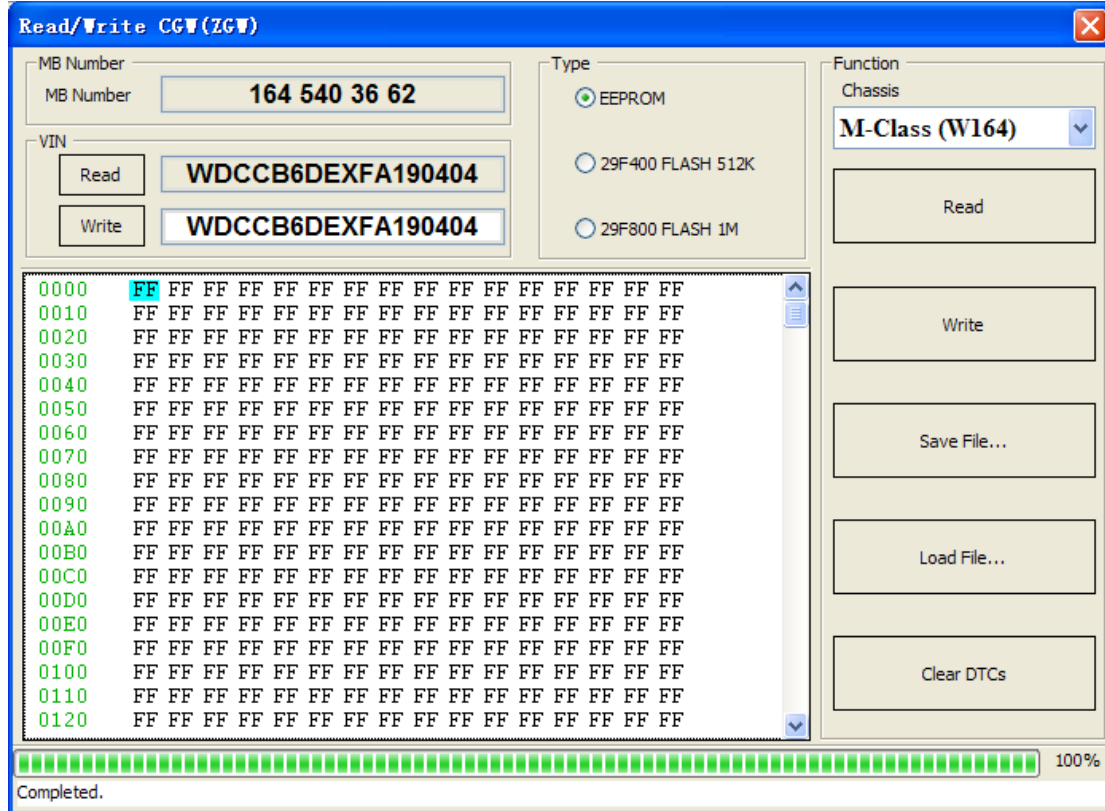 Read/Write CGW(ZGW)
MB Number
MB Number 164 540 36 62
VIN
Read WDCCB6DEXFA190404
Write WDCCB6DEXFA190404
Type
EEPROM
29F400 FLASH 512K
29F800 FLASH 1M
Function
Chassis
M-Class (W164)
Read
Write
Save File...
Load File...
Clear DTCs
0000 FF FF FF FF FF FF FF FF FF FF FF FF FF FF FF FF
0010 FF FF FF FF FF FF FF FF FF FF FF FF FF FF FF FF
0020 FF FF FF FF FF FF FF FF FF FF FF FF FF FF FF FF
0030 FF FF FF FF FF FF FF FF FF FF FF FF FF FF FF FF
0040 FF FF FF FF FF FF FF FF FF FF FF FF FF FF FF FF
0050 FF FF FF FF FF FF FF FF FF FF FF FF FF FF FF FF
0060 FF FF FF FF FF FF FF FF FF FF FF FF FF FF FF FF
0070 FF FF FF FF FF FF FF FF FF FF FF FF FF FF FF FF
0080 FF FF FF FF FF FF FF FF FF FF FF FF FF FF FF FF
0090 FF FF FF FF FF FF FF FF FF FF FF FF FF FF FF FF
00A0 FF FF FF FF FF FF FF FF FF FF FF FF FF FF FF FF
00B0 FF FF FF FF FF FF FF FF FF FF FF FF FF FF FF FF
00C0 FF FF FF FF FF FF FF FF FF FF FF FF FF FF FF FF
00D0 FF FF FF FF FF FF FF FF FF FF FF FF FF FF FF FF
00E0 FF FF FF FF FF FF FF FF FF FF FF FF FF FF FF FF
00F0 FF FF FF FF FF FF FF FF FF FF FF FF FF FF FF FF
0100 FF FF FF FF FF FF FF FF FF FF FF FF FF FF FF FF
0110 FF FF FF FF FF FF FF FF FF FF FF FF FF FF FF FF
0120 FF FF FF FF FF FF FF FF FF FF FF FF FF FF FF FF
100%
Completed.